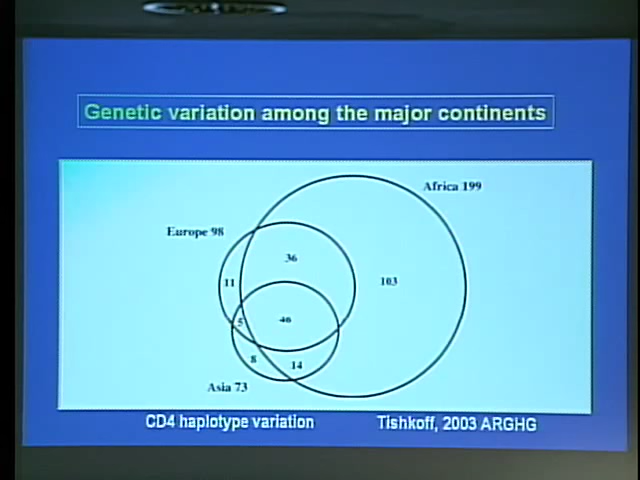 Genetic variation among the major continents
Africa 199
Europe 98
36
11
103
5
46
8
14
Asia 73
CD4 haplotype variation
Tishkoff, 2003 ARGHG